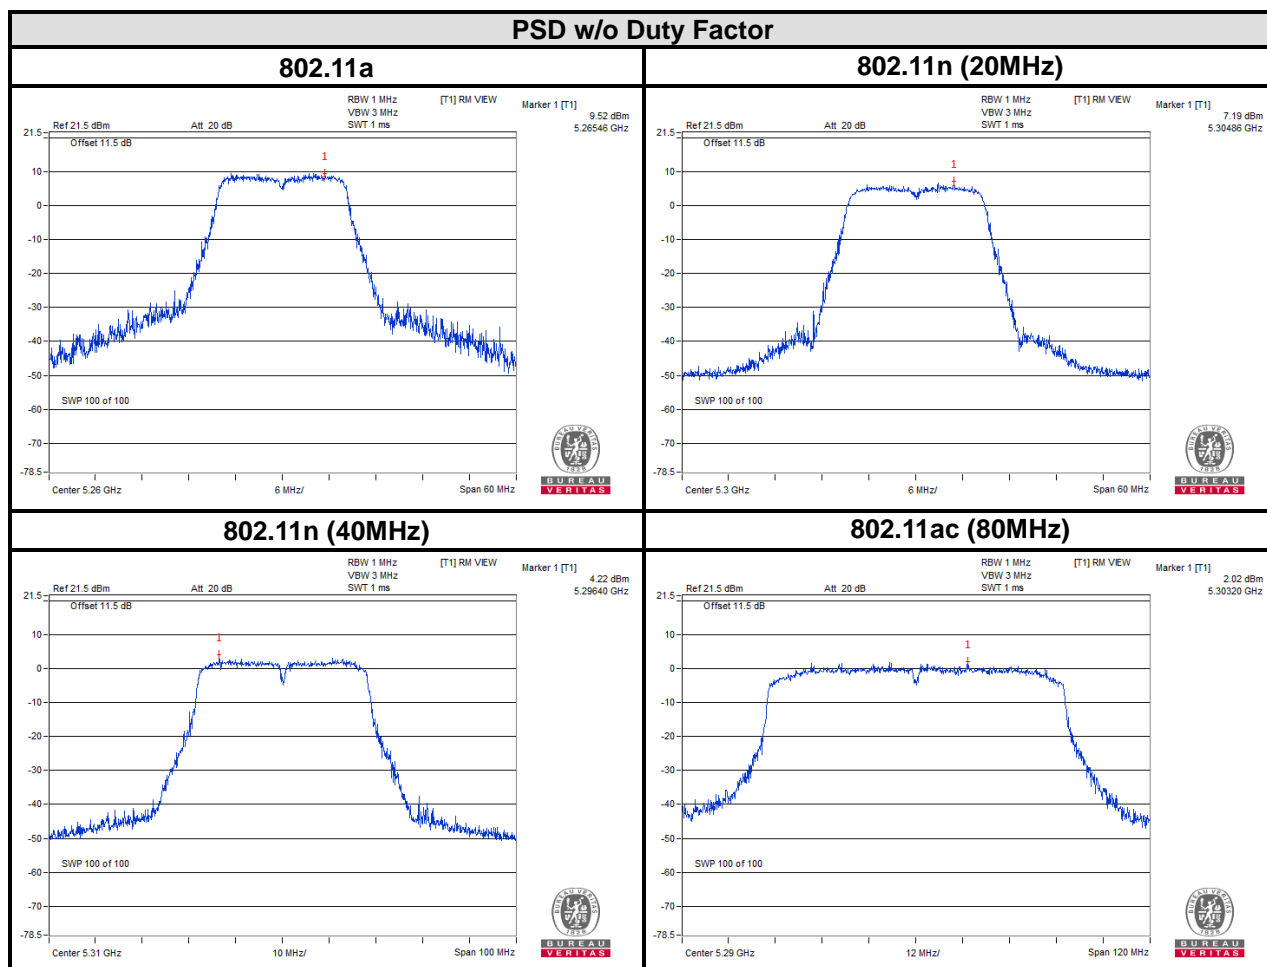 PSD w/o Duty Factor
802.11a
802.11n (20MHz)
RBW 1 MHz
[T1] RM VIEW
Marker 1 [T1]
VBW 3 MHz
9.52 dBm
Ref 21.5 dBm
Att 20 dB
SWT 1 ms
5.26546 GHz
21.5
Offset 11.5 dB
1
10
0
-10
-20
-30
-40
-50
SWP 100 of 100
-60
-70
-78.5
Center 5.26 GHz
6 MHz/
Span 60 MHz
BUREAU VERITAS
1828
BUREAU
VERITAS
RBW 1 MHz
[T1] RM VIEW
Marker 1 [T1]
VBW 3 MHz
7.19 dBm
Ref 21.5 dBm
Att 20 dB
SWT 1 ms
5.30486 GHz
21.5
Offset 11.5 dB
1
10
0
-10
-20
-30
-40
-50
SWP 100 of 100
-60
-70
-78.5
Center 5.3 GHz
6 MHz/
Span 60 MHz
BUREAU VERITAS
1828
BUREAU
VERITAS
802.11n (40MHz)
802.11ac (80MHz)
RBW 1 MHz
[T1] RM VIEW
Marker 1 [T1]
VBW 3 MHz
4.22 dBm
Ref 21.5 dBm
Att 20 dB
SWT 1 ms
5.29640 GHz
21.5
Offset 11.5 dB
1
10
0
-10
-20
-30
-40
-50
SWP 100 of 100
-60
-70
-78.5
Center 5.31 GHz
10 MHz/
Span 100 MHz
BUREAU VERITAS
1828
BUREAU
VERITAS
RBW 1 MHz
[T1] RM VIEW
Marker 1 [T1]
VBW 3 MHz
2.02 dBm
Ref 21.5 dBm
Att 20 dB
SWT 1 ms
5.30320 GHz
21.5
Offset 11.5 dB
1
10
0
-10
-20
-30
-40
-50
SWP 100 of 100
-60
-70
-78.5
Center 5.29 GHz
12 MHz/
Span 120 MHz
BUREAU VERITAS
1828
BUREAU
VERITAS